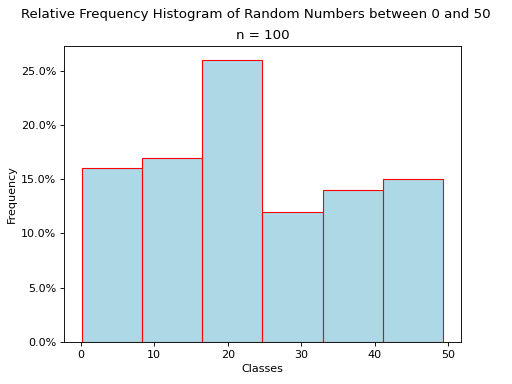 Relative Frequency Histogram of Random Numbers between 0 and 50
n = 100
25.0%
20.0%
15.0%
10.0%
5.0%
0.0%
Frequency
0 10 20 30 40 50
Classes